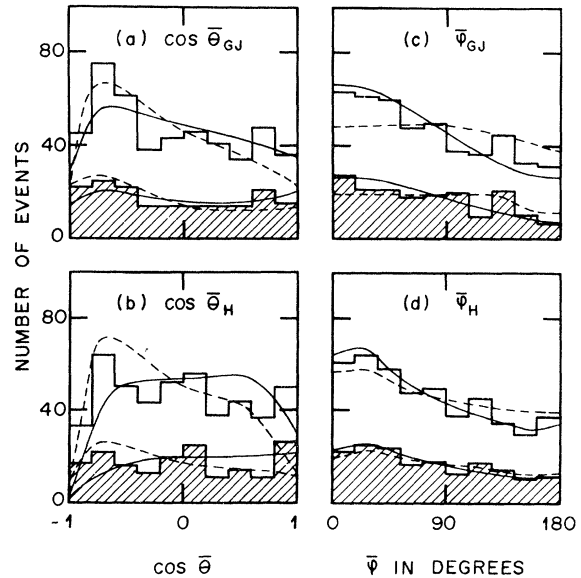 NUMBER OF EVENTS
80
40
0
(a) cos θ̅GJ
(c) φ̅GJ
80
40
0
(b) cos θ̅H
(d) φ̅H
-1
0
1
0
90
180
cos θ̅
φ̅ IN DEGREES